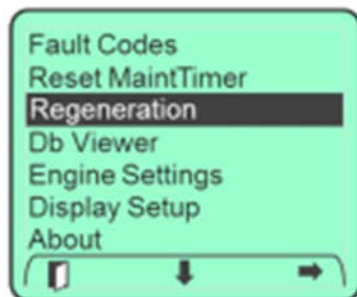 Fault Codes
Reset MaintTimer
Regeneration
Db Viewer
Engine Settings
Display Setup
About